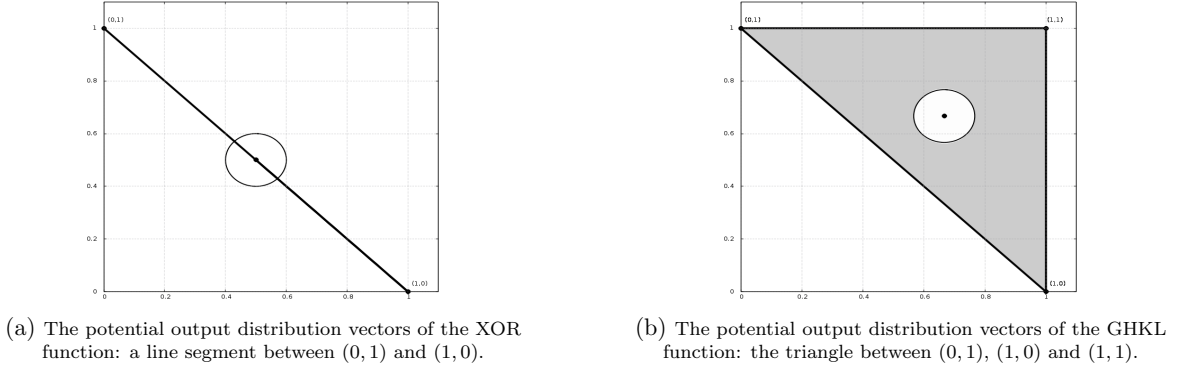 (0,1)
1
0.8
0.6
0.4
0.2
0
(1,0)
0 0.2 0.4 0.6 0.8 1
(a) The potential output distribution vectors of the XOR
function: a line segment between (0, 1) and (1, 0).
(0,1) (1,1)
1
0.8
0.6
0.4
0.2
0
(1,0)
0 0.2 0.4 0.6 0.8 1
(b) The potential output distribution vectors of the GHKL
function: the triangle between (0, 1), (1, 0) and (1, 1).